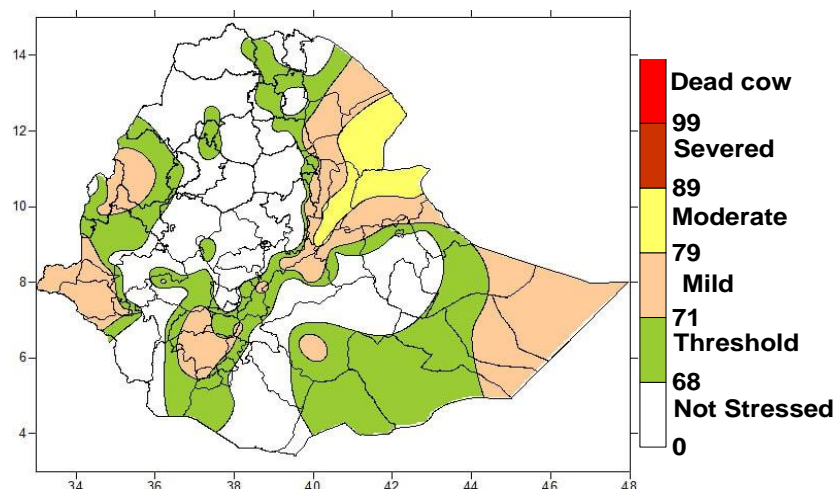 14
12
10
8
6
4
34 36 38 40 42 44 46 48
Dead cow
99
Severed
89
Moderate
79
Mild
71
Threshold
68
Not Stressed
0